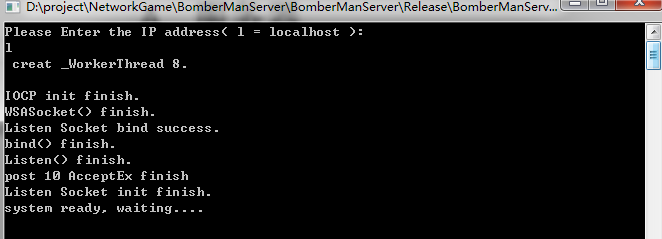 D:\project\NetworkGame\BomberManServer\BomberManServer\Release\BomberManServ...
Please Enter the IP address( l = localhost ):
l
creat _WorkerThread 8.
IOCP init finish.
WSASocket() finish.
Listen Socket bind success.
bind() finish.
Listen() finish.
post 10 AcceptEx finish
Listen Socket init finish.
system ready, waiting....